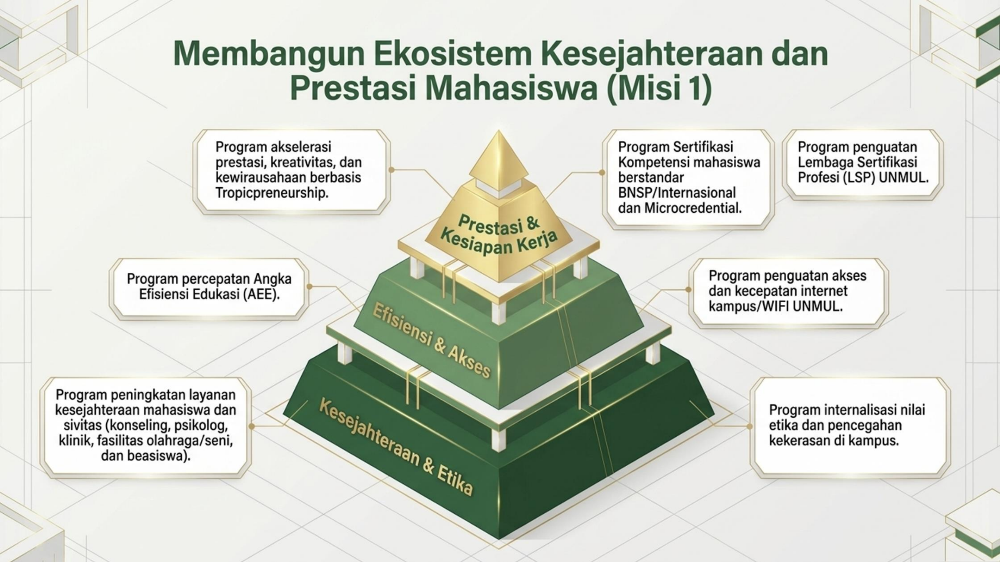 Membangun Ekosistem Kesejahteraan dan
Prestasi Mahasiswa (Misi 1)
Program akselerasi
prestasi, kreativitas, dan
kewirausahaan berbasis
Tropicpreneurship.
Program Sertifikasi
Kompetensi mahasiswa
berstandar
BNSP/Internasional
dan Microcredential.
Program penguatan
Lembaga Sertifikasi
Profesi (LSP) UNMUL.
Prestasi &
Kesiapan Kerja
Program percepatan Angka
Efisiensi Edukasi (AEE).
Efisiensi & Akses
Program penguatan akses
dan kecepatan internet
kampus/WIFI UNMUL.
Program peningkatan layanan
kesejahteraan mahasiswa dan
sivitas (konseling, psikolog,
klinik, fasilitas olahraga/seni,
dan beasiswa).
Kesejahteraan & Etika
Program internalisasi nilai
etika dan pencegahan
kekerasan di kampus.